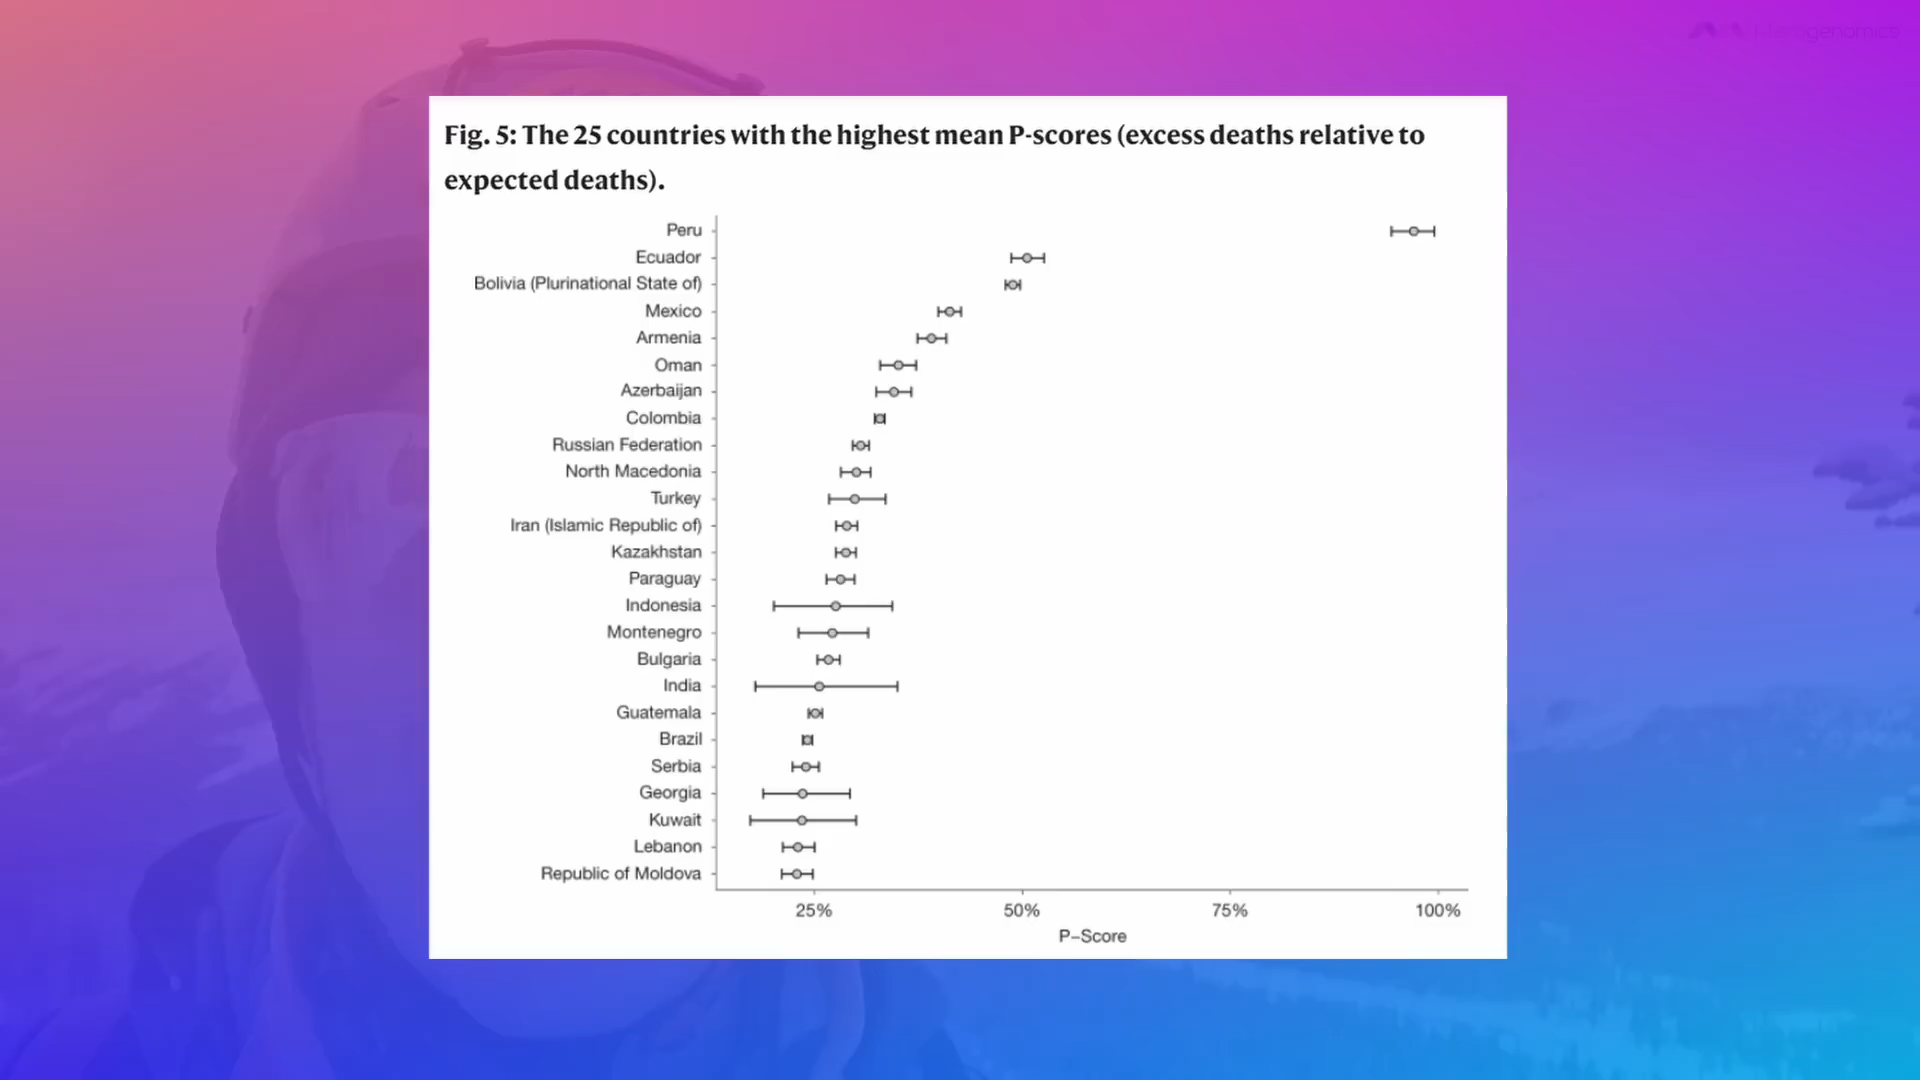 Metagenomics
Fig. 5: The 25 countries with the highest mean P-scores (excess deaths relative to
expected deaths).
Peru
Ecuador
Bolivia (Plurinational State of)
Mexico
Armenia
Oman
Azerbaijan
Colombia
Russian Federation
North Macedonia
Turkey
Iran (Islamic Republic of)
Kazakhstan
Paraguay
Indonesia
Montenegro
Bulgaria
India
Guatemala
Brazil
Serbia
Georgia
Kuwait
Lebanon
Republic of Moldova
25% 50% 75% 100%
P–Score